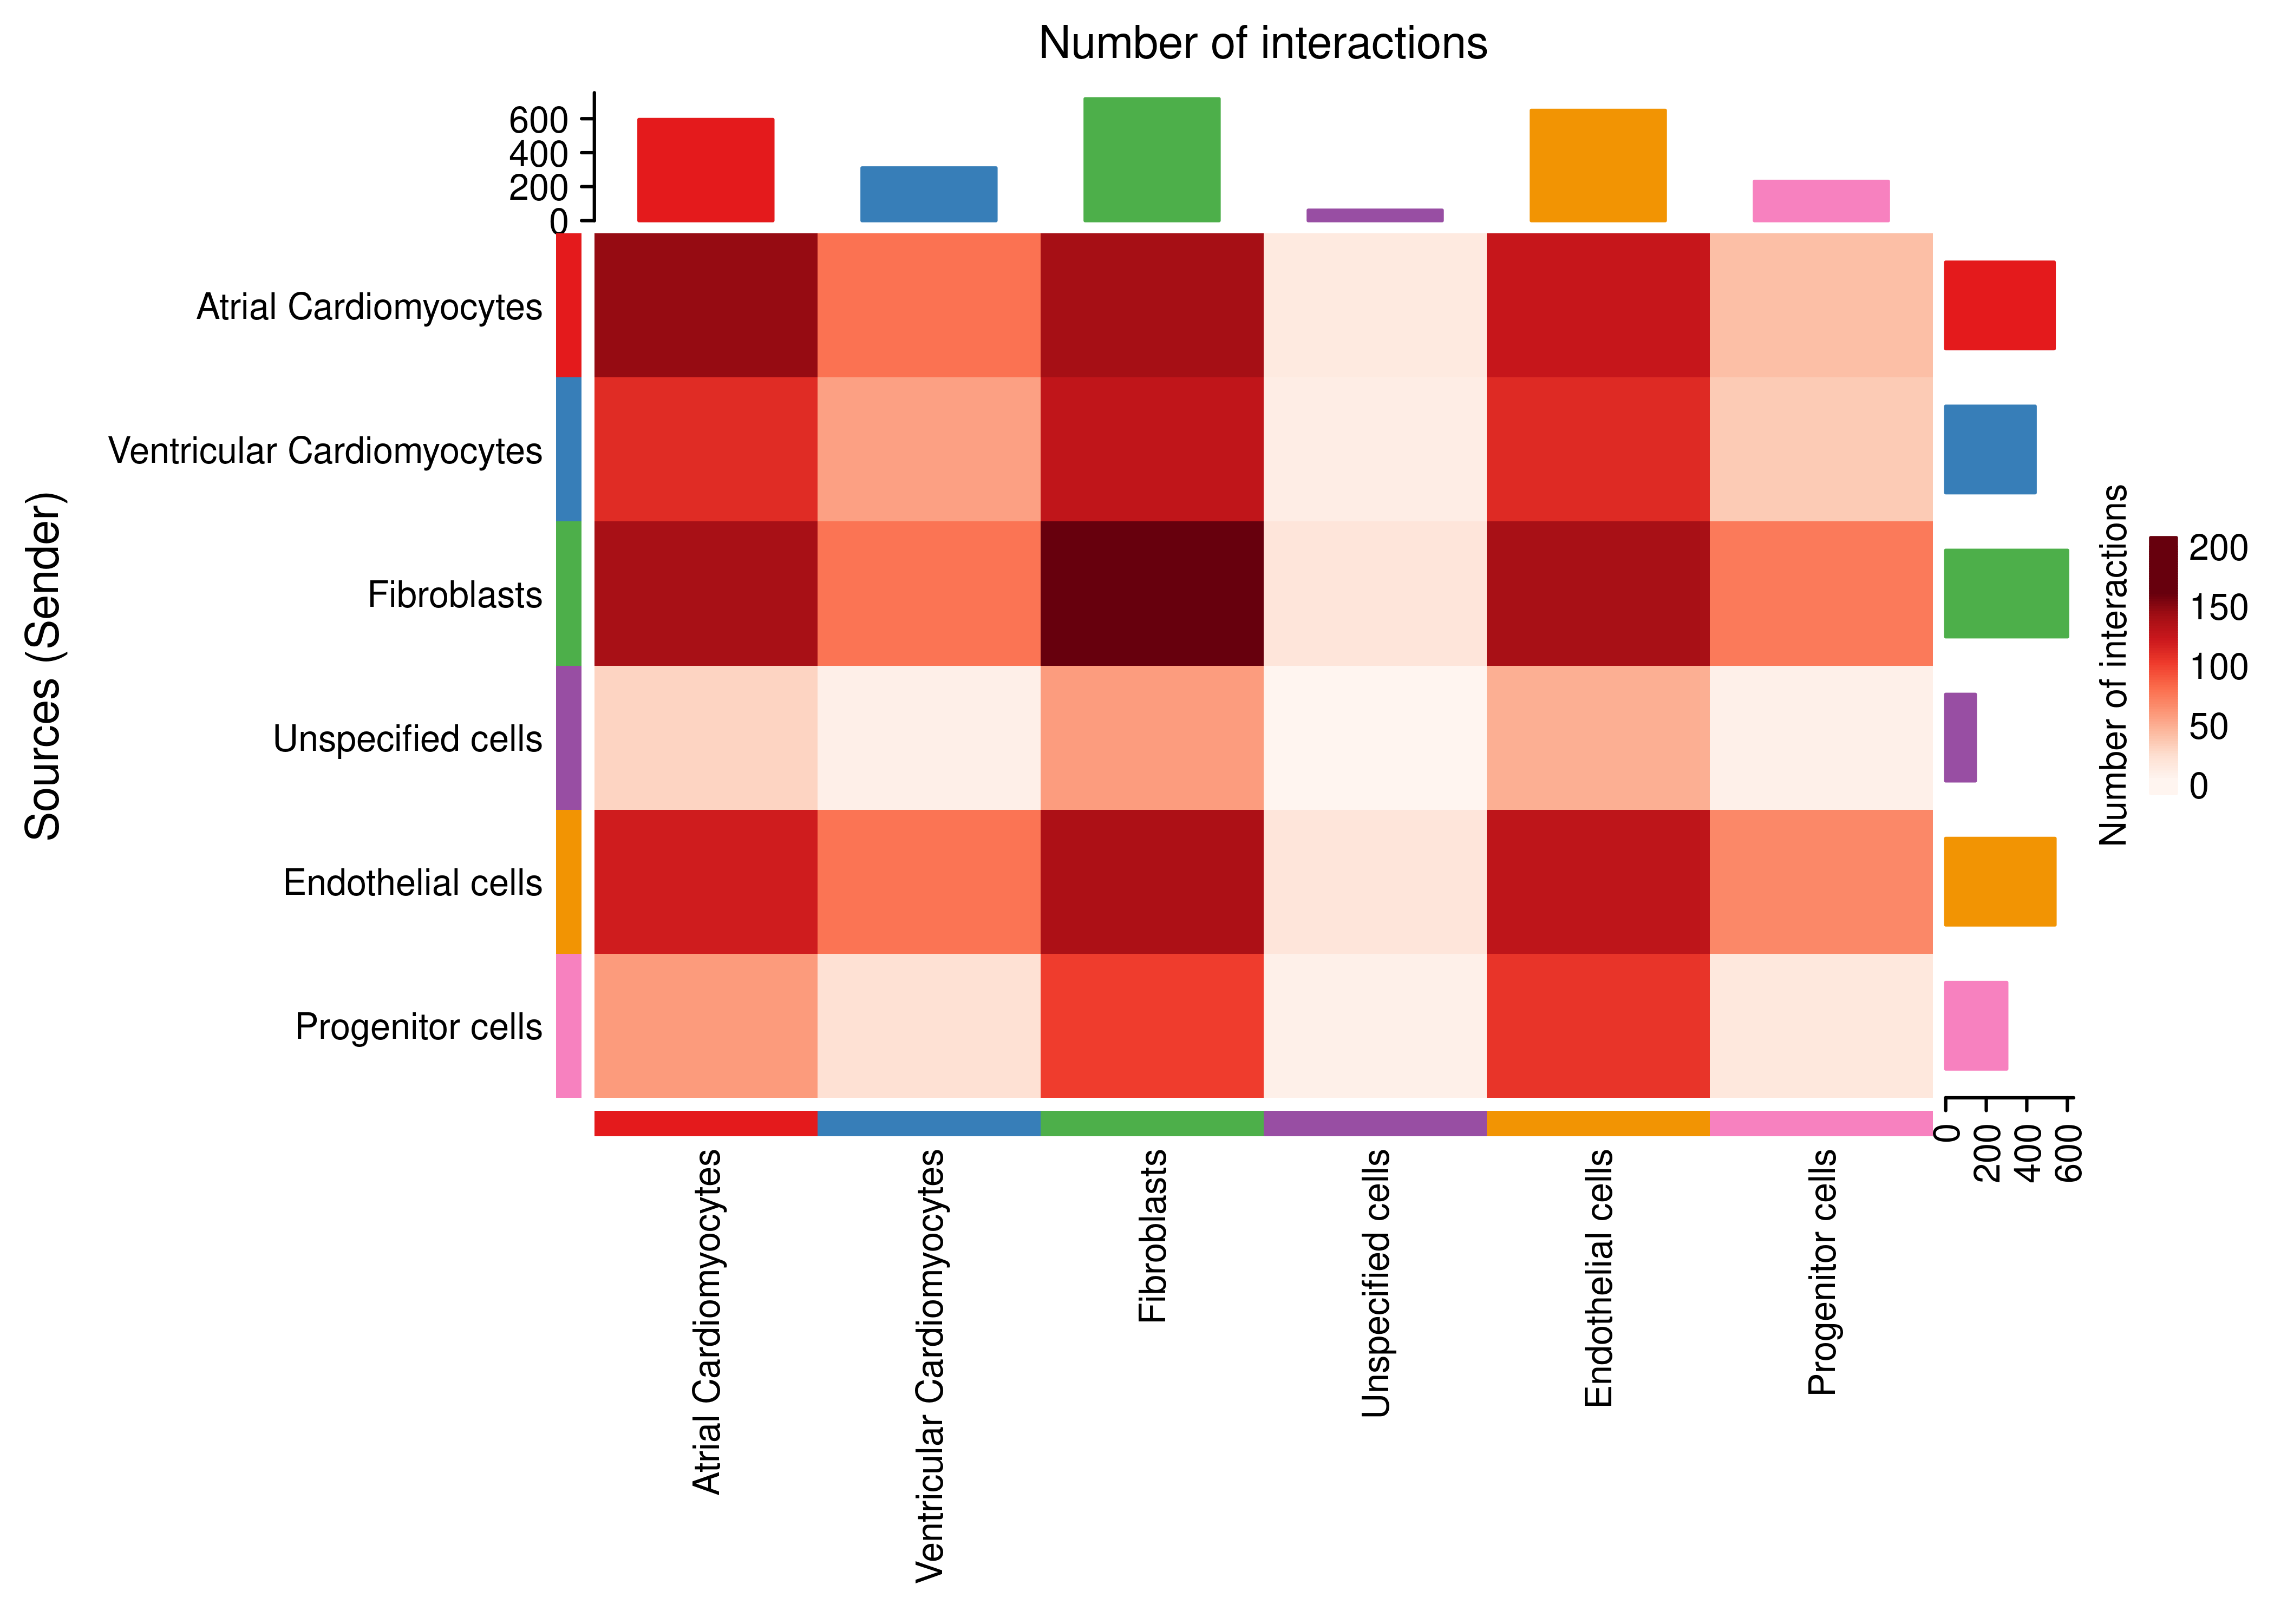 Number of interactions
600
400
200
0
Sources (Sender)
Atrial Cardiomyocytes
Ventricular Cardiomyocytes
Fibroblasts
Unspecified cells
Endothelial cells
Progenitor cells
Atrial Cardiomyocytes
Ventricular Cardiomyocytes
Fibroblasts
Unspecified cells
Endothelial cells
Progenitor cells
0
200
400
600
Number of interactions
200
150
100
50
0